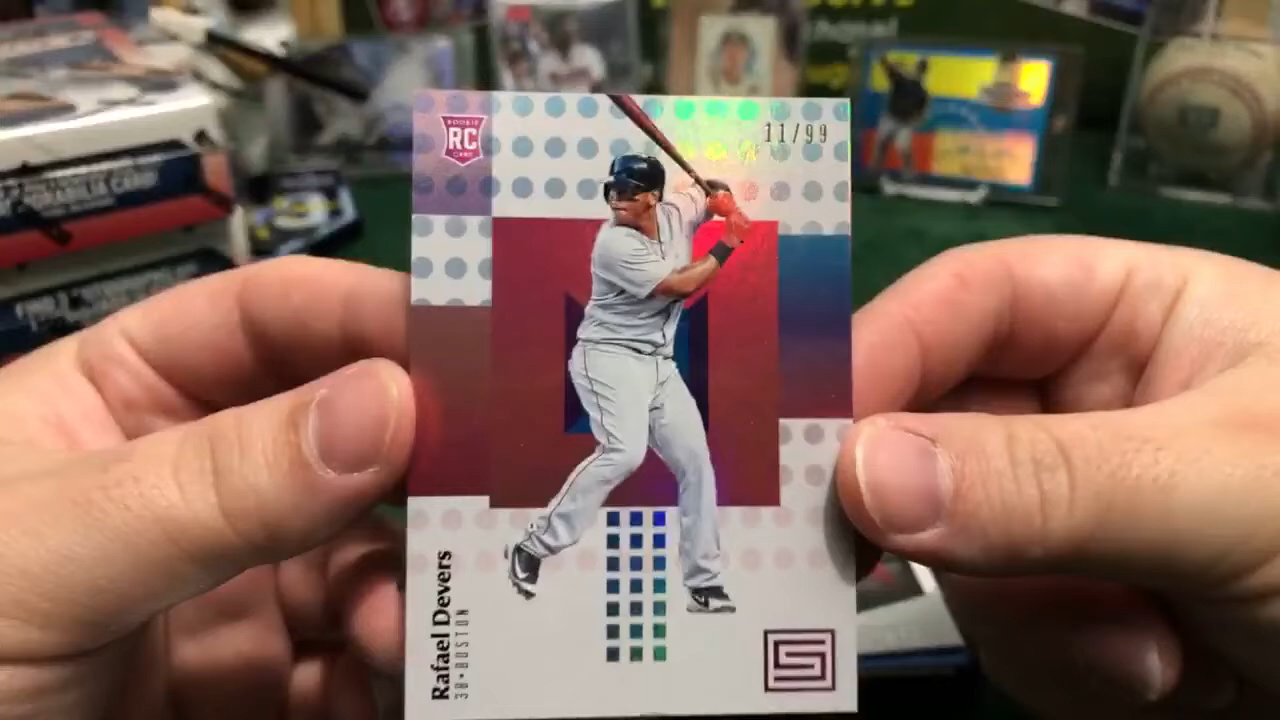 ROOKIE
RC
CARD
11/99
Rafael Devers
3B•BOSTON